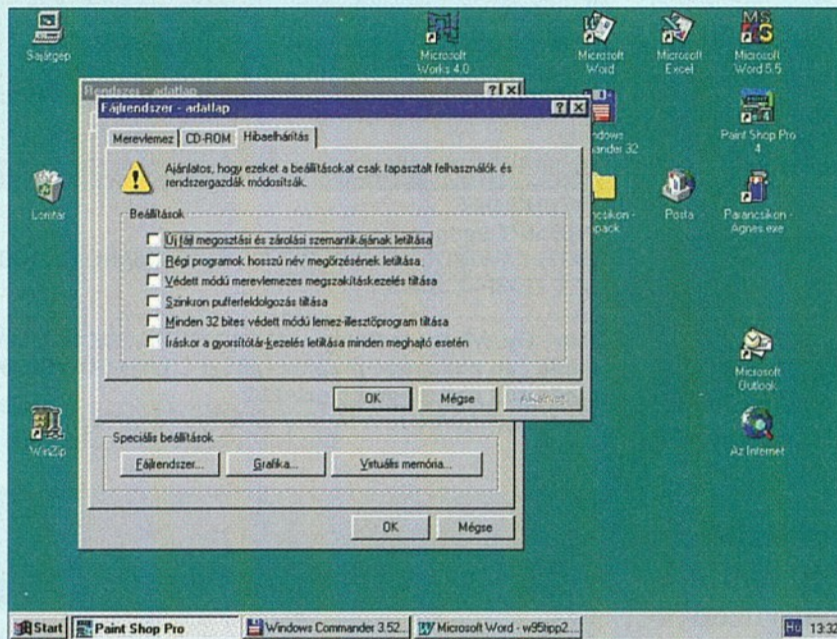 Sajátgép
Microsoft Works 4.0
Microsoft Word
Microsoft Excel
Microsoft Word 5.5
Rendszer - adatlap
Fájlrendszer - adatlap
Merevlemez
CD-ROM
Hibaelhárítás
Ajánlatos, hogy ezeket a beállításokat csak tapasztalt felhasználók és
rendszergazdák módosítsák.
Beállítások
Új fájl megosztási és zárolási szemantikájának letiltása
Régi programok hosszú név megőrzésének letiltása
Védett módú merevlemezes megszakításkezelés tiltása
Szinkron pufferfeldolgozás tiltása
Minden 32 bites védett módú lemez-illesztőprogram tiltása
Íráskor a gyorsítótár-kezelés letiltása minden meghajtó esetén
OK
Mégse
Paint Shop Pro 4
Lomtár
Posta
Parancsikon - Agnes.exe
Microsoft Outlook
WinZip
Az Internet
Speciális beállítások
Fájlrendszer...
Grafika...
Virtuális memória...
OK
Mégse
Start
Paint Shop Pro
Windows Commander 3.52
Microsoft Word - w95tipp2...
Hu